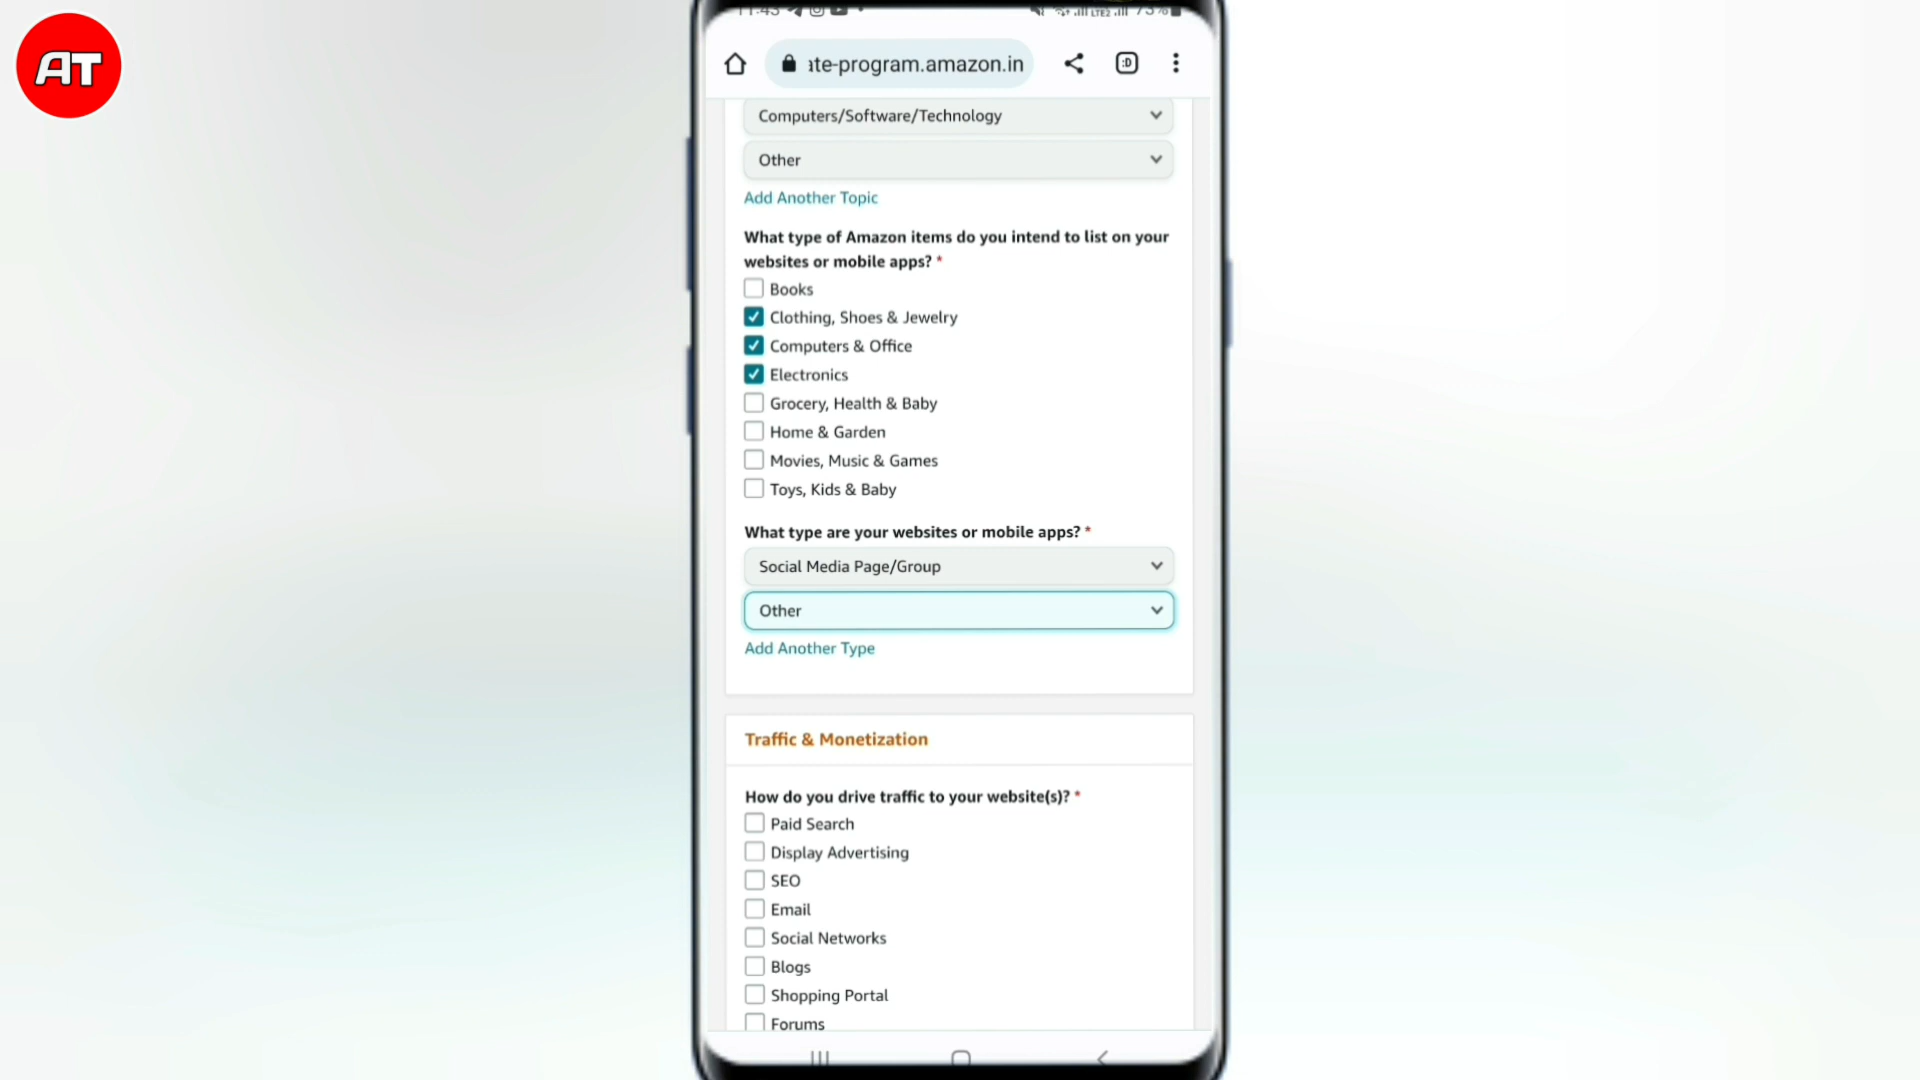 AT
11:43
73%
ate-program.amazon.in
:D
Computers/Software/Technology
Other
Add Another Topic
What type of Amazon items do you intend to list on your
websites or mobile apps? *
Books
Clothing, Shoes & Jewelry
Computers & Office
Electronics
Grocery, Health & Baby
Home & Garden
Movies, Music & Games
Toys, Kids & Baby
What type are your websites or mobile apps? *
Social Media Page/Group
Other
Add Another Type
Traffic & Monetization
How do you drive traffic to your website(s)? *
Paid Search
Display Advertising
SEO
Email
Social Networks
Blogs
Shopping Portal
Forums